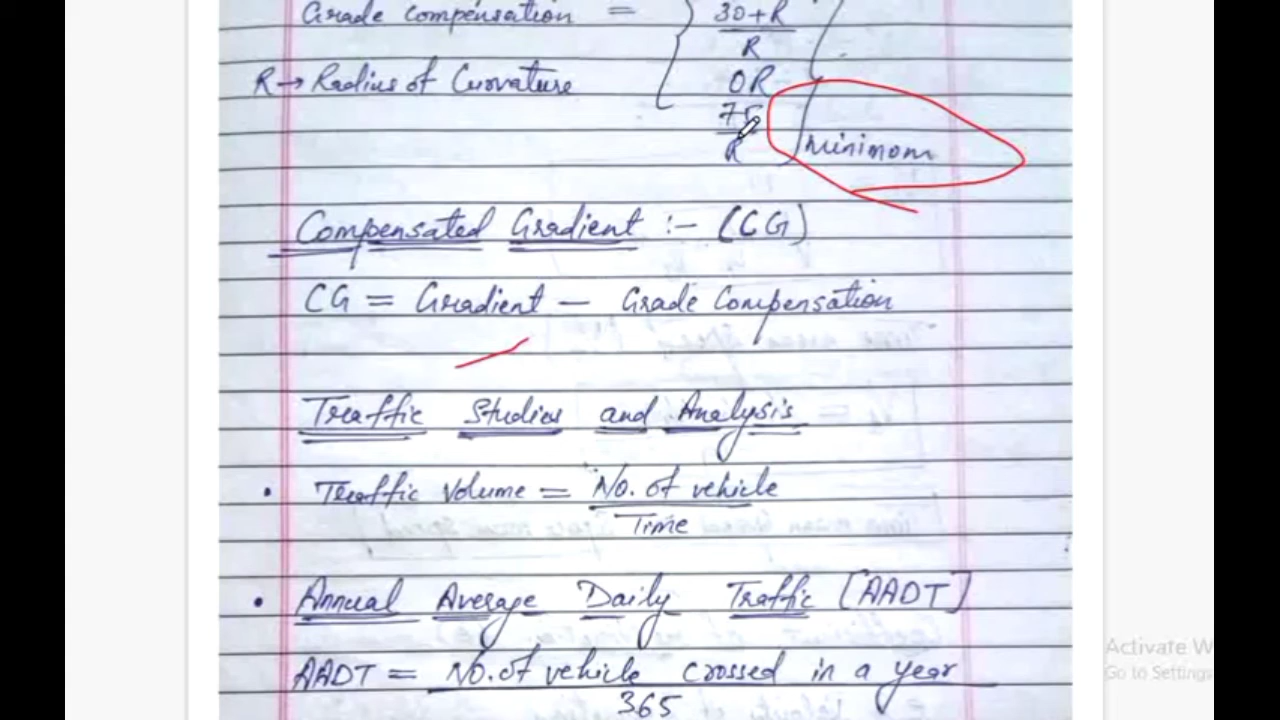 Grade Compensation = 30+R
R
R → Radius of Curvature OR
75
R Minimum
Compensated Gradient :- (CG)
CG = Gradient — Grade Compensation
Traffic Studies and Analysis
• Traffic Volume = No. of vehicle
Time
• Annual Average Daily Traffic [AADT]
AADT = No. of vehicle crossed in a year
365
Activate W
Go to Settings